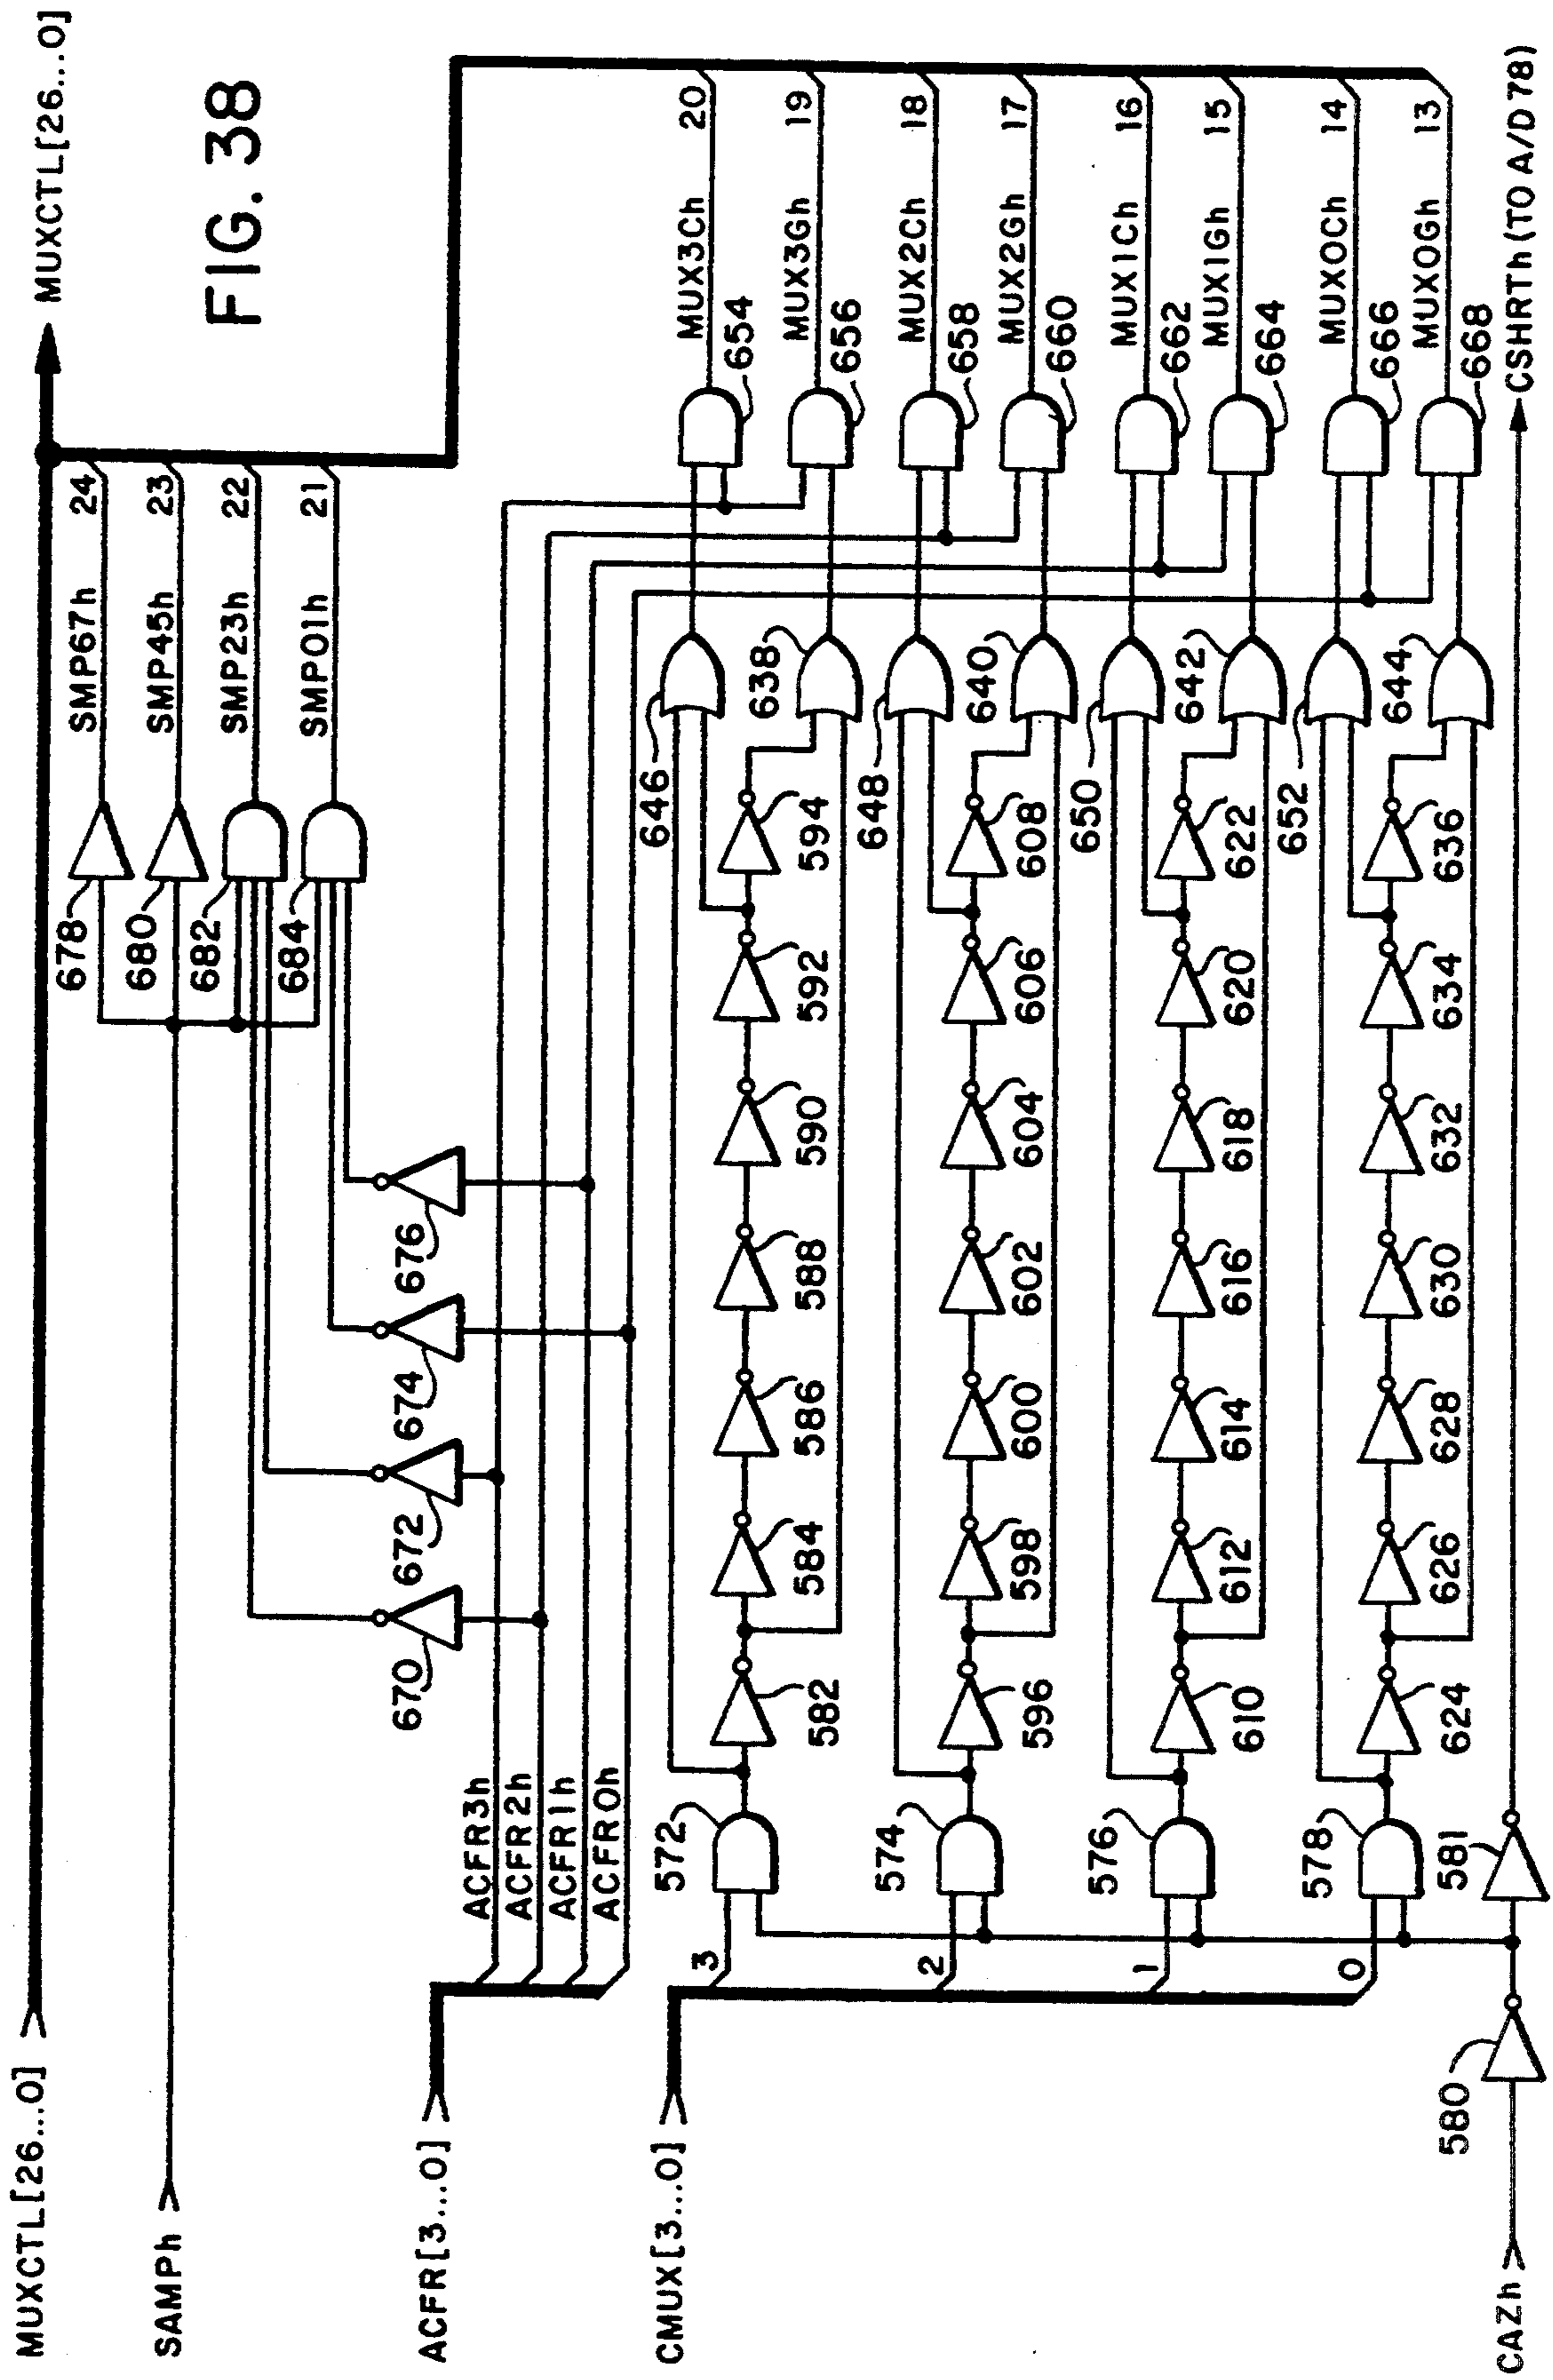 FIG. 38
MUXCTL[26...0]
MUXCTL[26...0]
SAMPh
ACFR[3...0]
CMUX[3...0]
CAZh
678
SMP67h 24
680
SMP45h 23
682
SMP23h 22
684
SMP01h 21
670
672
674
676
ACFR3h
ACFR2h
ACFR1h
ACFR0h
3
572
582
584
586
588
590
592
594
646
638
654
MUX3Ch 20
656
MUX3Gh 19
2
574
596
598
600
602
604
606
608
648
640
658
MUX2Ch 18
660
MUX2Gh 17
1
576
610
612
614
616
618
620
622
650
642
662
MUX1Ch 16
664
MUX1Gh 15
0
578
624
626
628
630
632
634
636
652
644
666
MUX0Ch 14
668
MUX0Gh 13
580
581
CSHRTh (TO A/D 78)